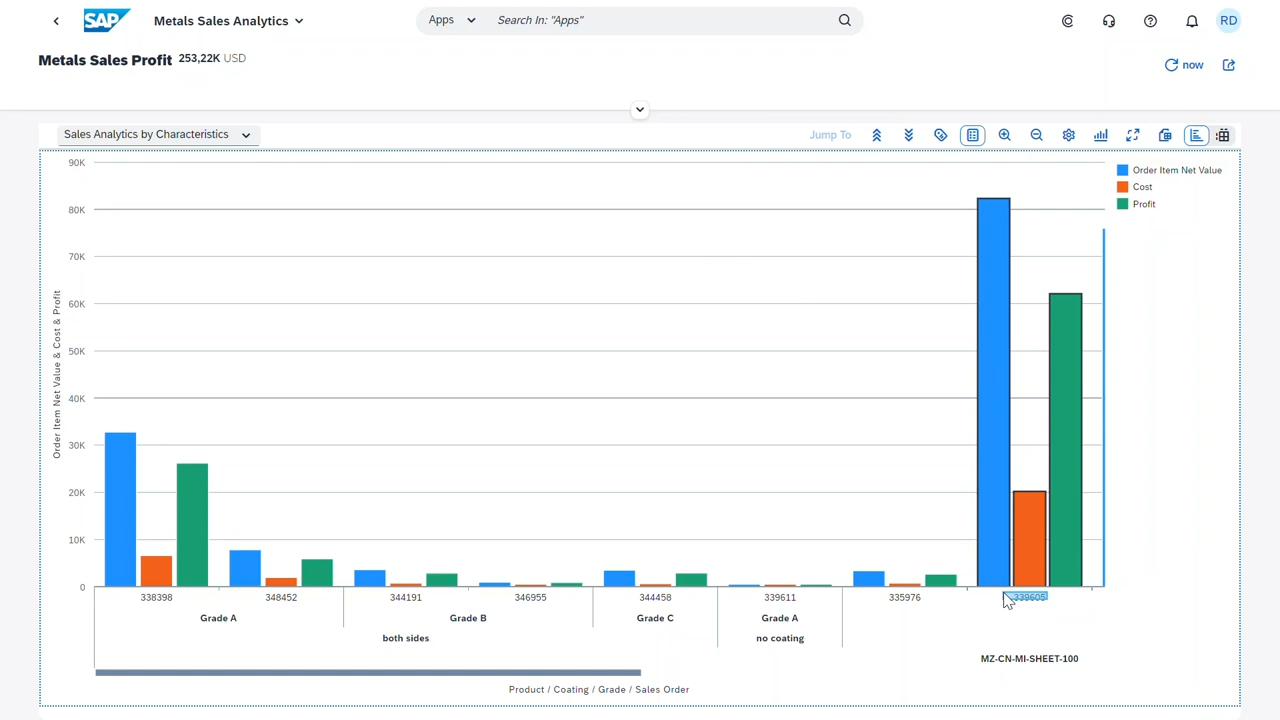 SAP
Metals Sales Analytics
Apps
Search In: "Apps"
RD
Metals Sales Profit 253,22K USD
now
Sales Analytics by Characteristics
Jump To
Order Item Net Value
Cost
Profit
Order Item Net Value & Cost & Profit
90K
80K
70K
60K
50K
40K
30K
20K
10K
0
338398 348452 344191 346955 344458 339611 335976 339605
Grade A Grade B Grade C Grade A
both sides no coating
MZ-CN-MI-SHEET-100
Product / Coating / Grade / Sales Order